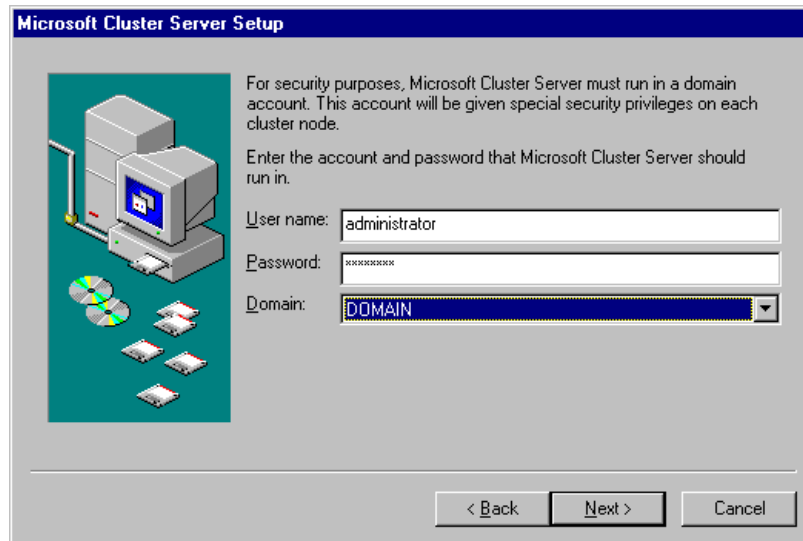 Microsoft Cluster Server Setup
For security purposes, Microsoft Cluster Server must run in a domain
account. This account will be given special security privileges on each
cluster node.
Enter the account and password that Microsoft Cluster Server should
run in.
User name: administrator
Password: xxxxxxxx
Domain: DOMAIN
< Back Next > Cancel